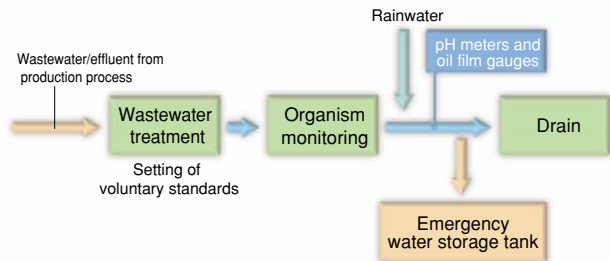 Rainwater
pH meters and
oil film gauges
Wastewater/effluent from
production process
Wastewater
treatment
Organism
monitoring
Drain
Setting of
voluntary standards
Emergency
water storage tank